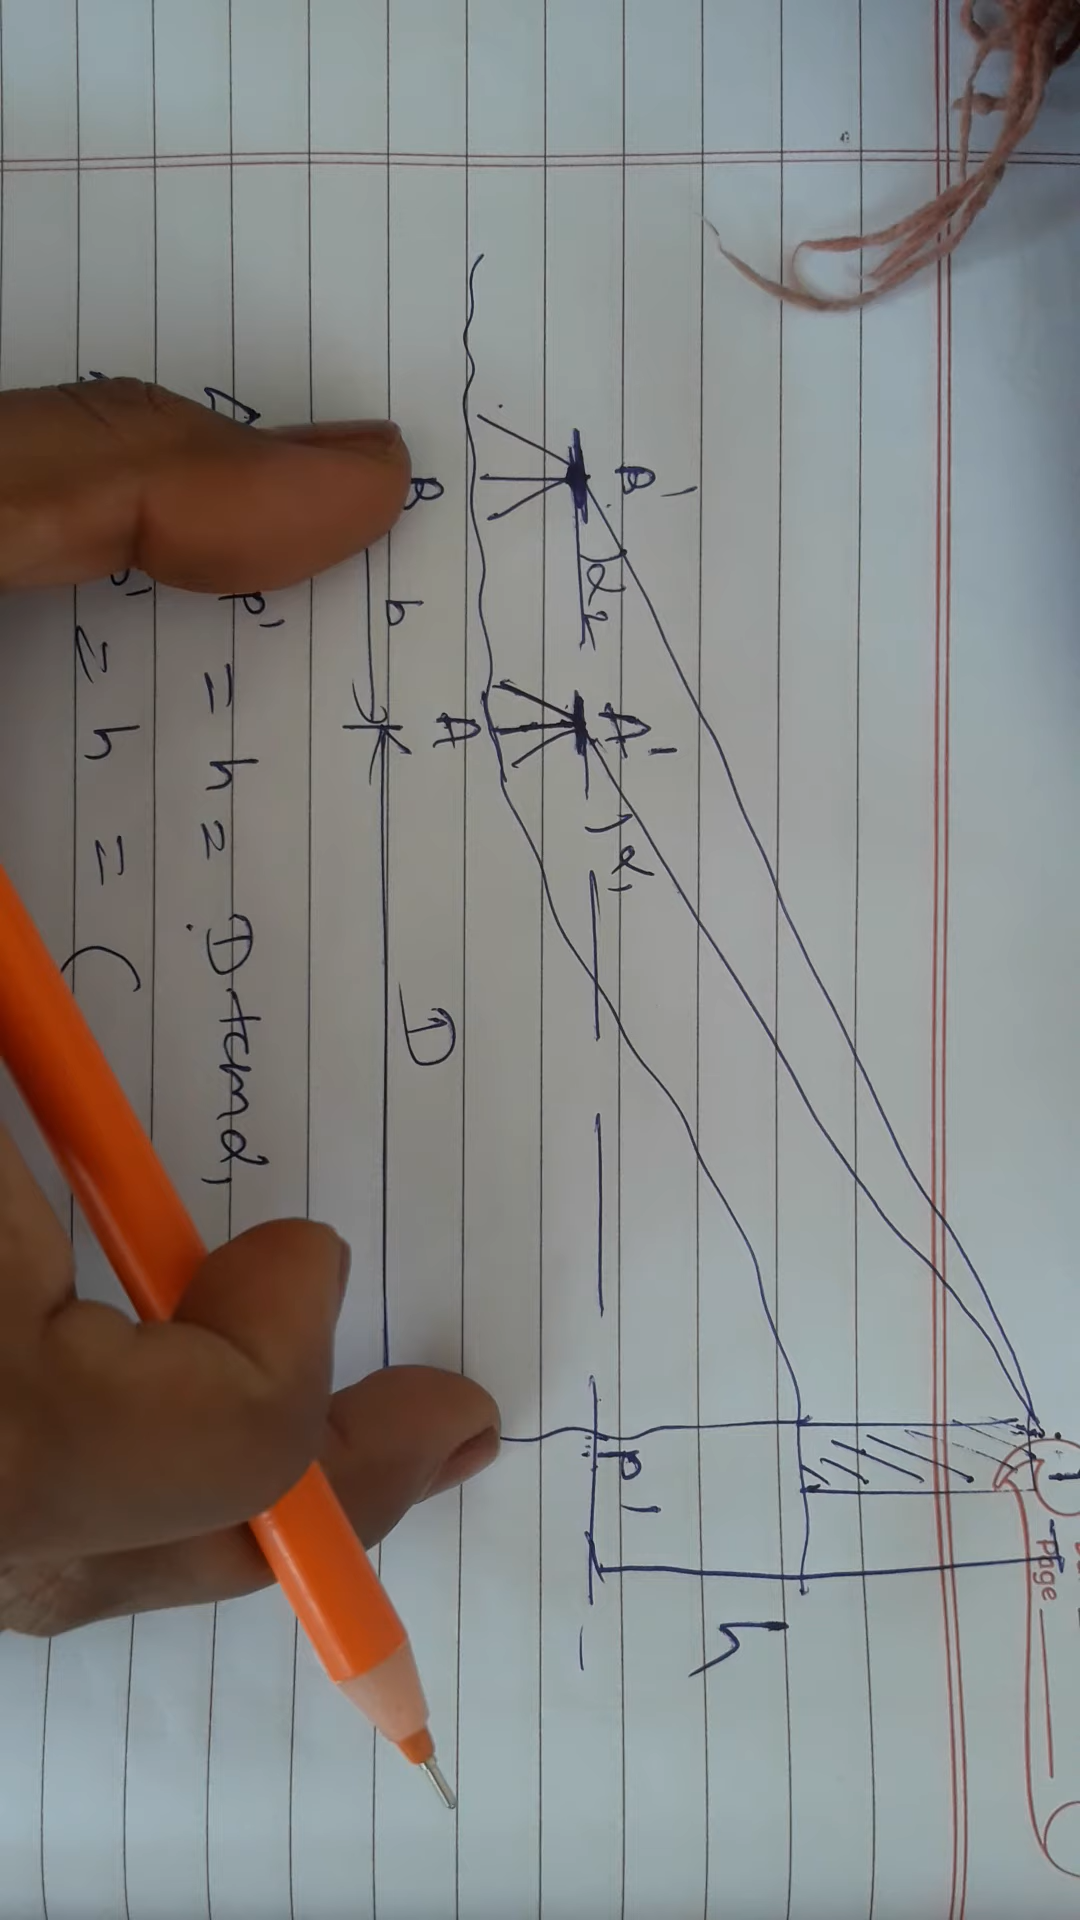 Page
B'
α2
A'
α1
P'
h
B
A
b
D
P' = h = D tanα1
P' = h = (